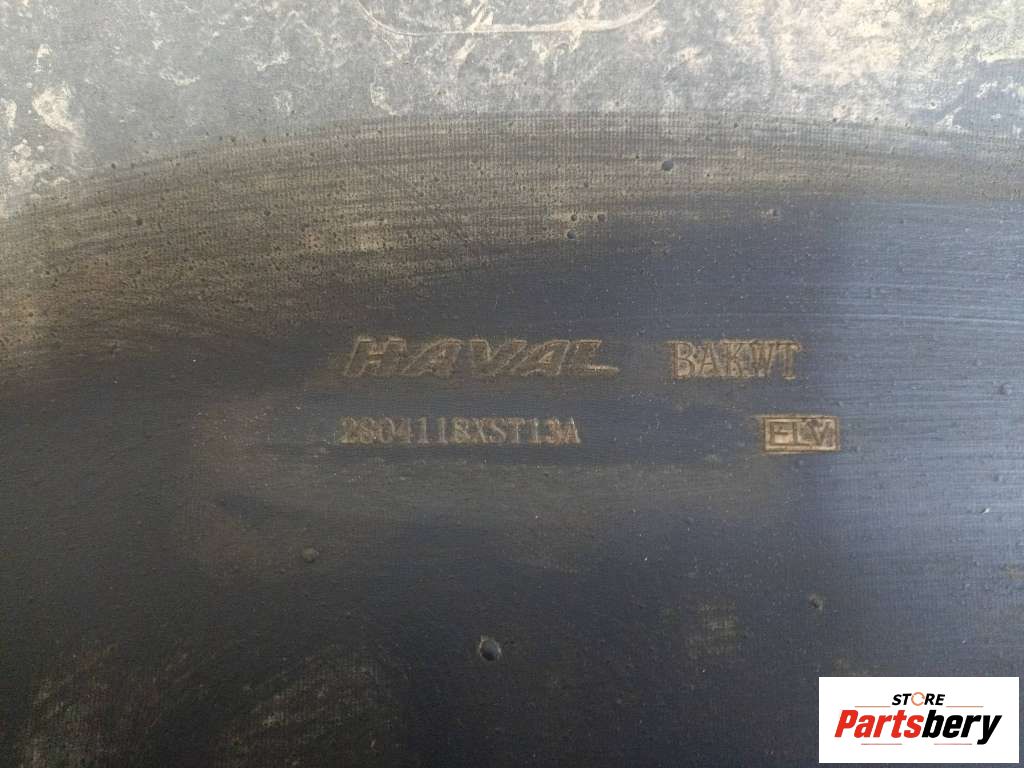 HAVAL BAKWT
2804118XST13A ELV
STORE
Partsbery